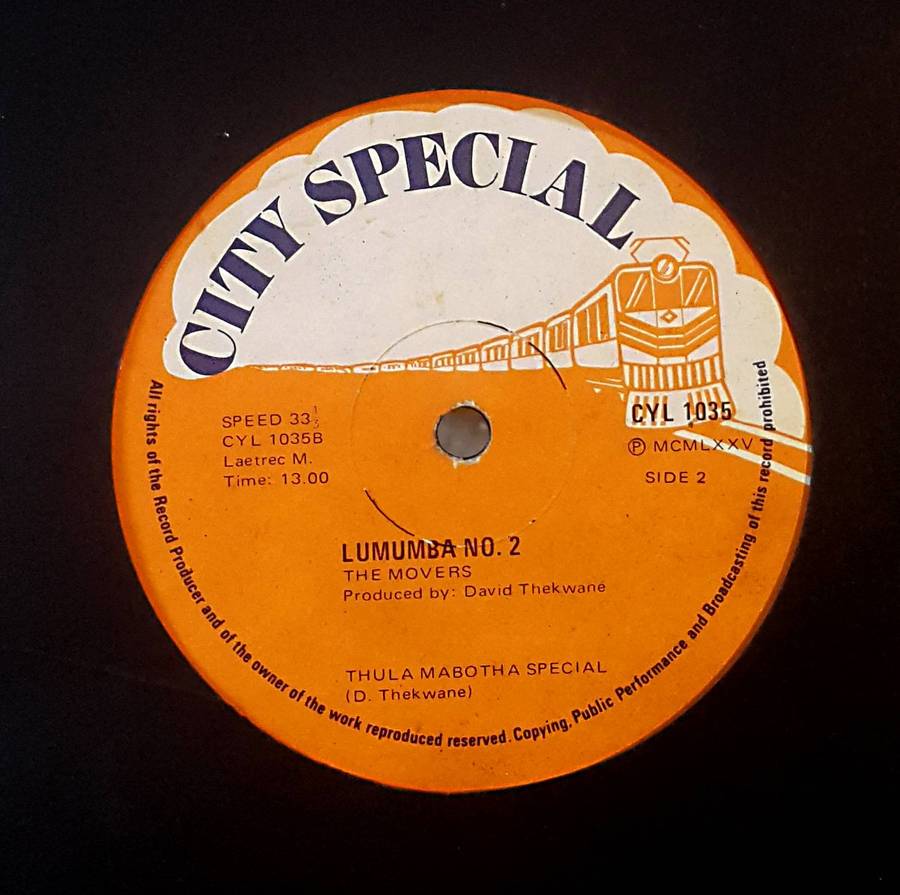 CITY SPECIAL
SPEED 33⅓
CYL 1035B
Laetrec M.
Time: 13.00
CYL 1035
Ⓟ MCMLXXV
SIDE 2
LUMUMBA NO. 2
THE MOVERS
Produced by: David Thekwane
THULA MABOTHA SPECIAL
(D. Thekwane)
All rights of the Record Producer and of the owner of the work reproduced reserved. Copying, Public Performance and Broadcasting of this record prohibited